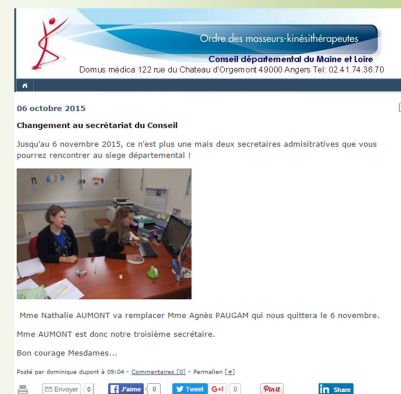 Ordre des masseurs-kinésithérapeutes
Conseil départemental du Maine et Loire
Domus médica 122 rue du Chateau d'Orgemont 49000 Angers Tel: 02.41.74.36.70
06 octobre 2015
Changement au secrétariat du Conseil
Jusqu'au 6 novembre 2015, ce n'est plus une mais deux secretaires admisitratives que vous
pourrez rencontrer au siege départemental !
Mme Nathalie AUMONT va remplacer Mme Agnès PAUGAM qui nous quittera le 6 novembre.
Mme AUMONT est donc notre troisième secrétaire.
Bon courage Mesdames...
Posté par dominique dupont à 09:04 - Commentaires [0] - Permalien [#]
Envoyer 0 J'aime 0 Tweet G+1 0 Pinit in Share